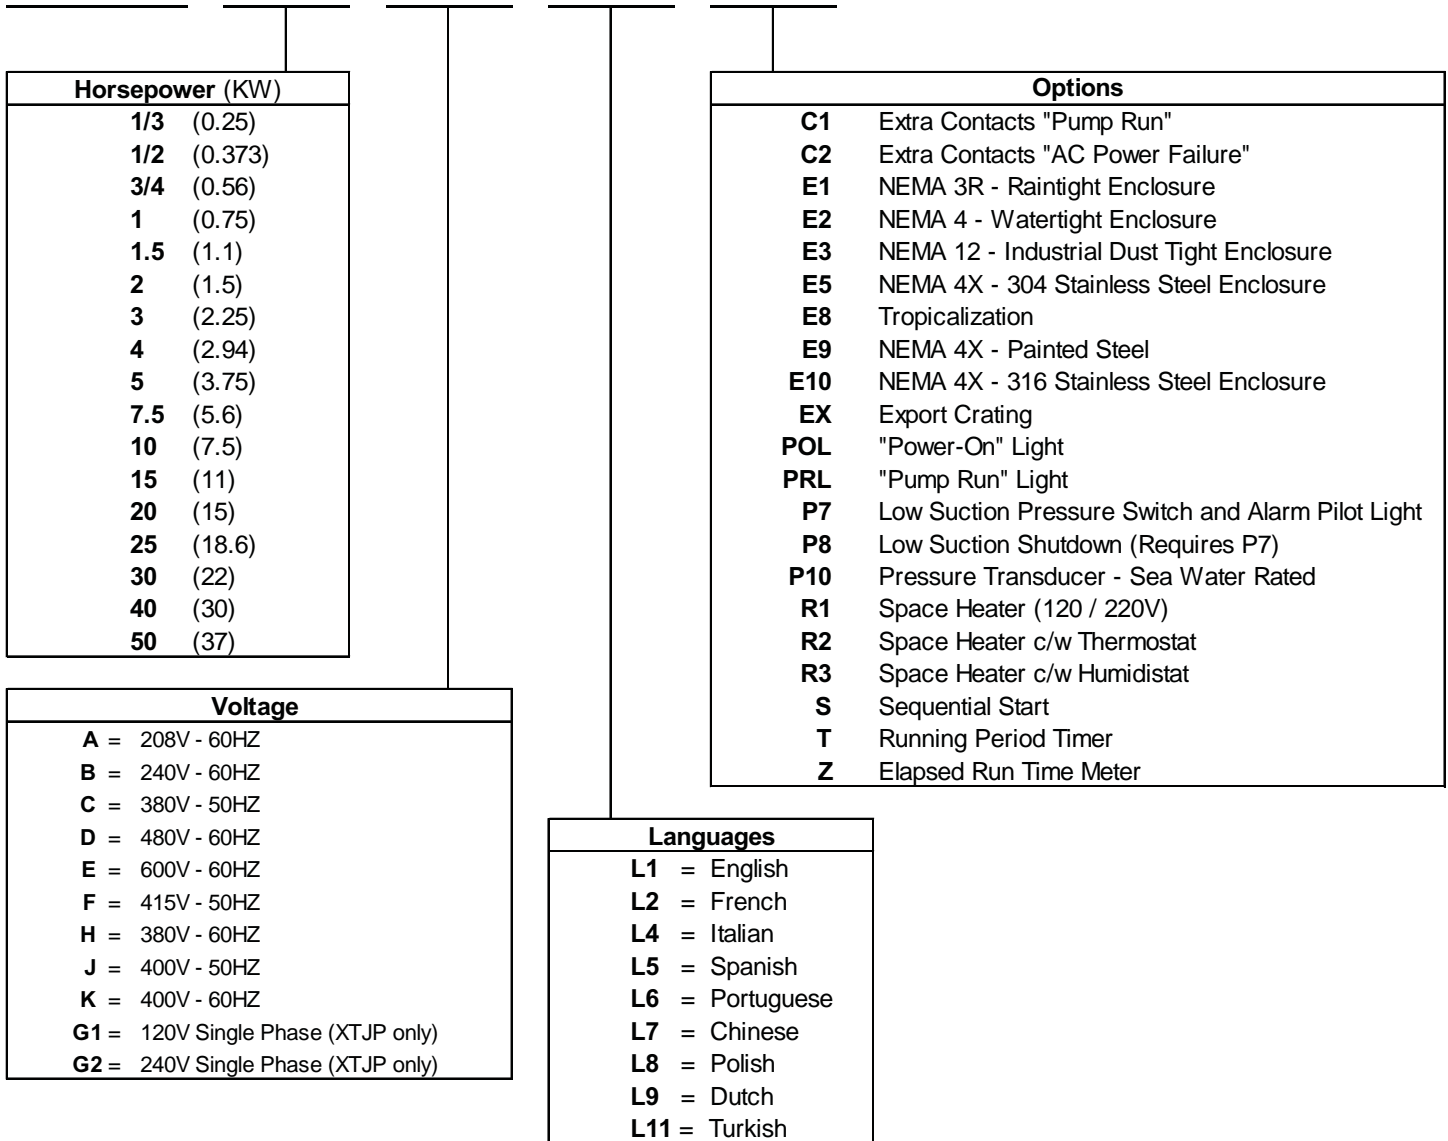 Horsepower (KW)
1/3 (0.25)
1/2 (0.373)
3/4 (0.56)
1 (0.75)
1.5 (1.1)
2 (1.5)
3 (2.25)
4 (2.94)
5 (3.75)
7.5 (5.6)
10 (7.5)
15 (11)
20 (15)
25 (18.6)
30 (22)
40 (30)
50 (37)
Voltage
A = 208V - 60HZ
B = 240V - 60HZ
C = 380V - 50HZ
D = 480V - 60HZ
E = 600V - 60HZ
F = 415V - 50HZ
H = 380V - 60HZ
J = 400V - 50HZ
K = 400V - 60HZ
G1 = 120V Single Phase (XTJP only)
G2 = 240V Single Phase (XTJP only)
Languages
L1 = English
L2 = French
L4 = Italian
L5 = Spanish
L6 = Portuguese
L7 = Chinese
L8 = Polish
L9 = Dutch
L11 = Turkish
Options
C1 Extra Contacts "Pump Run"
C2 Extra Contacts "AC Power Failure"
E1 NEMA 3R - Raintight Enclosure
E2 NEMA 4 - Watertight Enclosure
E3 NEMA 12 - Industrial Dust Tight Enclosure
E5 NEMA 4X - 304 Stainless Steel Enclosure
E8 Tropicalization
E9 NEMA 4X - Painted Steel
E10 NEMA 4X - 316 Stainless Steel Enclosure
EX Export Crating
POL "Power-On" Light
PRL "Pump Run" Light
P7 Low Suction Pressure Switch and Alarm Pilot Light
P8 Low Suction Shutdown (Requires P7)
P10 Pressure Transducer - Sea Water Rated
R1 Space Heater (120 / 220V)
R2 Space Heater c/w Thermostat
R3 Space Heater c/w Humidistat
S Sequential Start
T Running Period Timer
Z Elapsed Run Time Meter